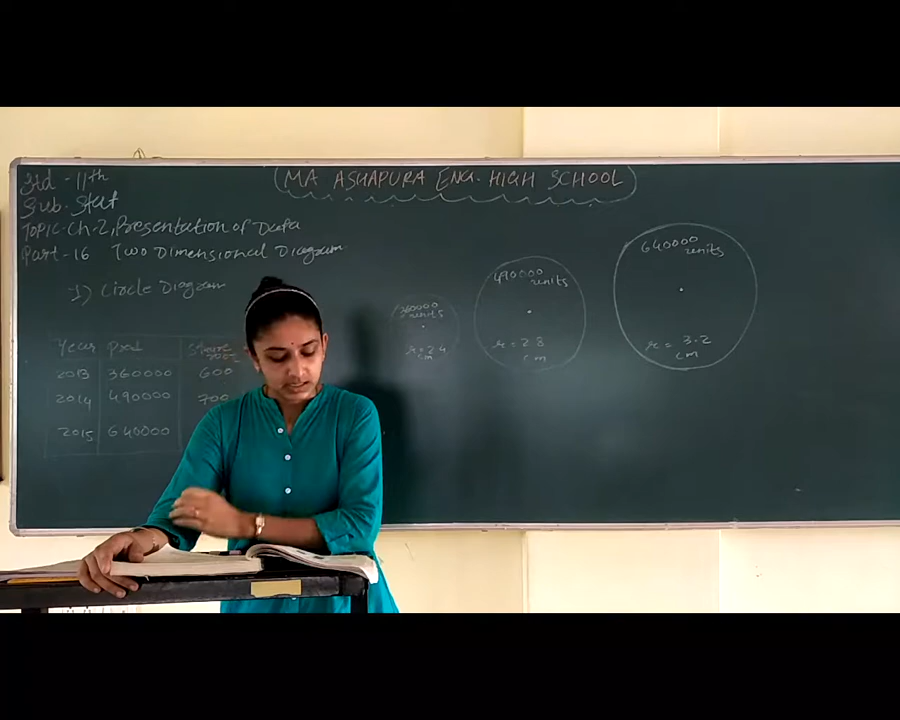 MA ASHAPURA ENG. HIGH SCHOOL
Std - 11th
Sub. Stat
Topic-Ch-2, Presentation of Data
Part-16 Two Dimensional Diagram
1) Circle Diagram
Year Prod
2013 360000 600
2014 490000 700
2015 640000
360000 units
r = 2.4 cm
490000 units
r = 2.8 cm
640000 units
r = 3.2 cm